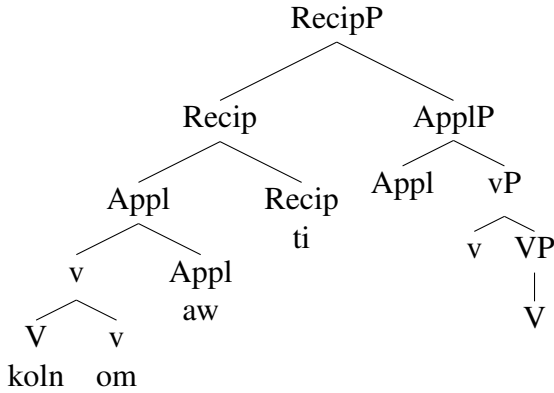 RecipP
Recip ApplP
Appl Recip Appl vP
ti
v Appl v VP
aw
V v V
koln om